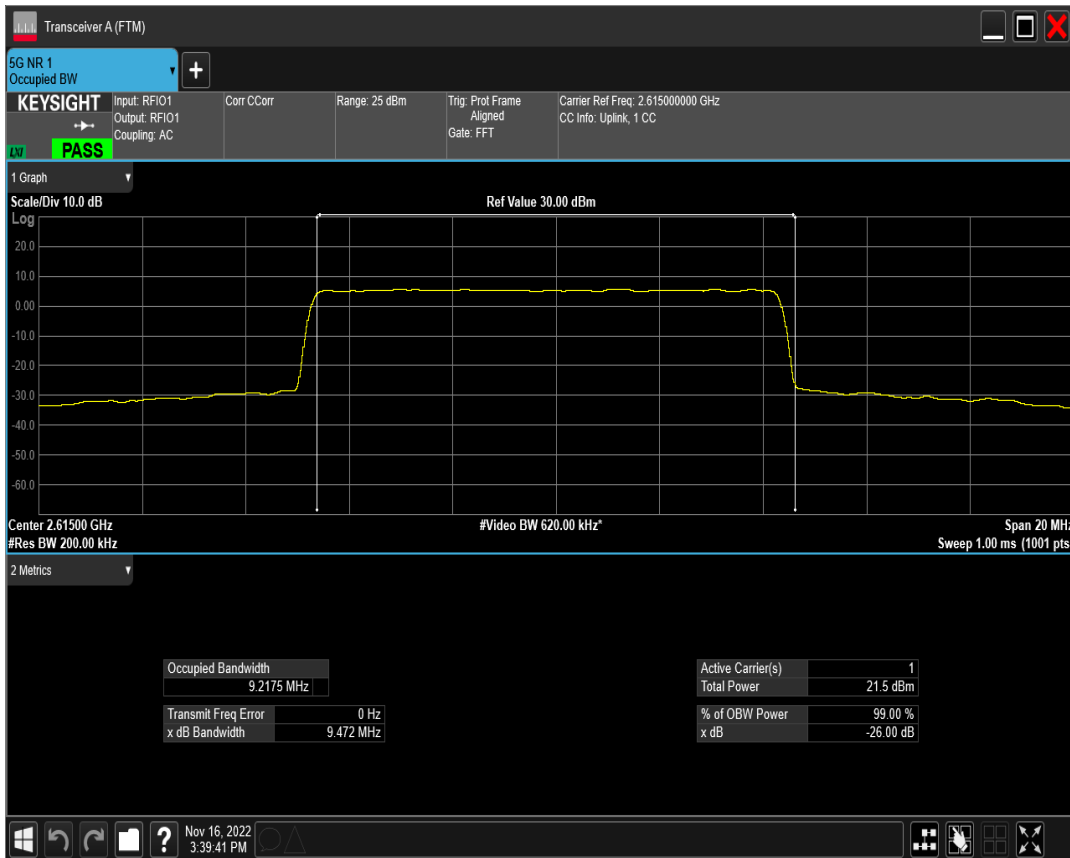 Transceiver A (FTM)
5G NR 1
Occupied BW
+
KEYSIGHT
LXI
PASS
Input: RFIO1
Output: RFIO1
Coupling: AC
Corr CCorr
Range: 25 dBm
Trig: Prot Frame
Aligned
Gate: FFT
Carrier Ref Freq: 2.615000000 GHz
CC Info: Uplink, 1 CC
1 Graph
Scale/Div 10.0 dB
Ref Value 30.00 dBm
Log
20.0
10.0
0.00
-10.0
-20.0
-30.0
-40.0
-50.0
-60.0
Center 2.61500 GHz
#Video BW 620.00 kHz*
Span 20 MHz
#Res BW 200.00 kHz
Sweep 1.00 ms (1001 pts
2 Metrics
Occupied Bandwidth
9.2175 MHz
Transmit Freq Error 0 Hz
x dB Bandwidth 9.472 MHz
Active Carrier(s) 1
Total Power 21.5 dBm
% of OBW Power 99.00 %
x dB -26.00 dB
?
Nov 16, 2022
3:39:41 PM